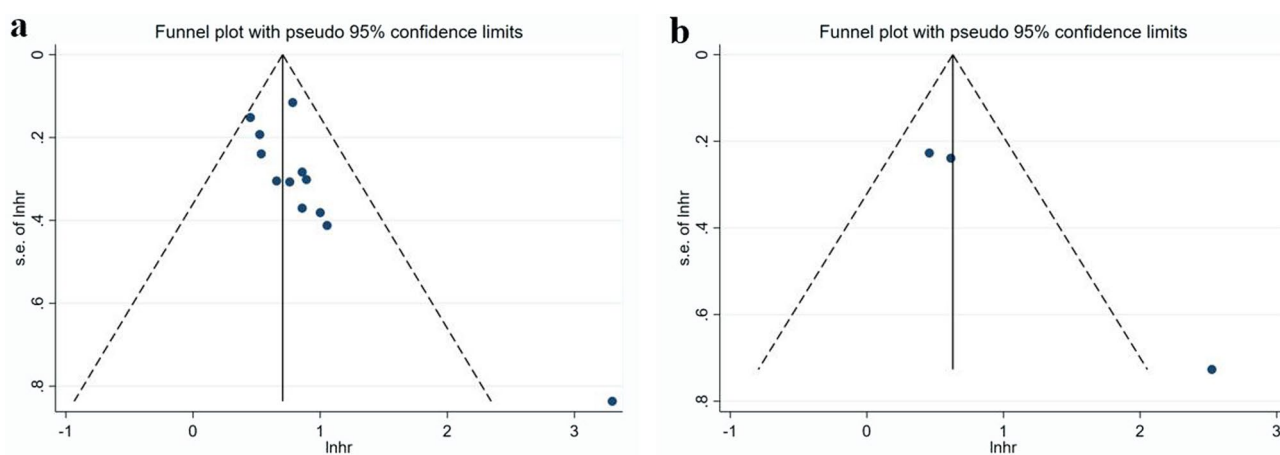 a
Funnel plot with pseudo 95% confidence limits
0
.2
.4
.6
.8
s.e. of lnhr
-1 0 1 2 3
lnhr
b
Funnel plot with pseudo 95% confidence limits
0
.2
.4
.6
.8
s.e. of lnhr
-1 0 1 2 3
lnhr